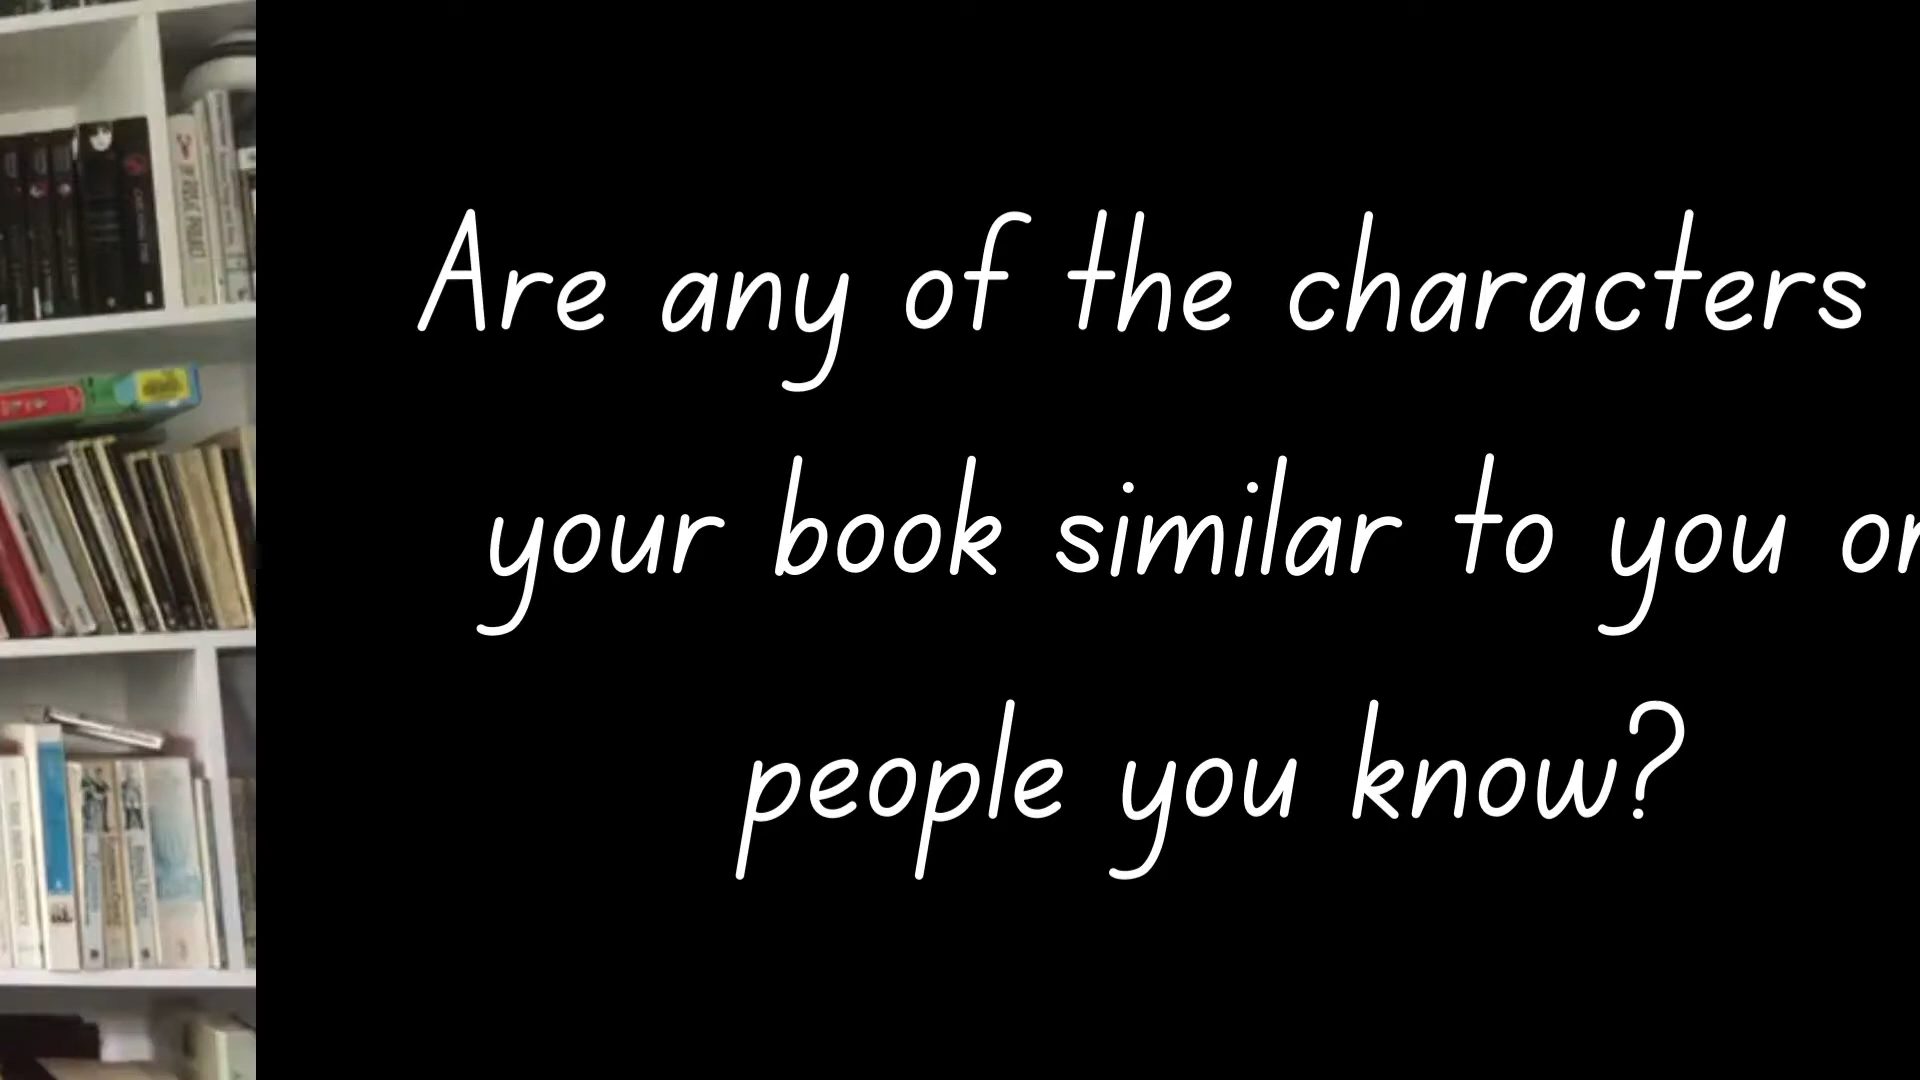 Are any of the characters
your book similar to you or
people you know?